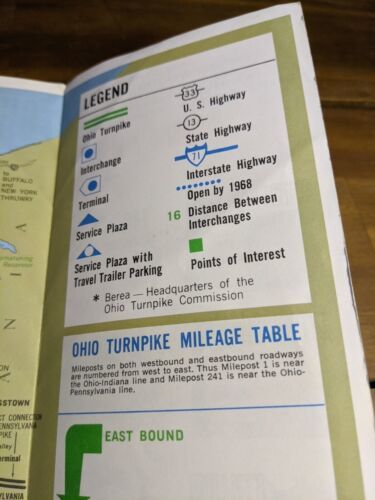 LEGEND
Ohio Turnpike
Interchange
Terminal
Service Plaza
Service Plaza with
Travel Trailer Parking
33
U. S. Highway
13
State Highway
71
Interstate Highway
Open by 1968
16 Distance Between
Interchanges
Points of Interest
* Berea — Headquarters of the
Ohio Turnpike Commission
OHIO TURNPIKE MILEAGE TABLE
Mileposts on both westbound and eastbound roadways
are numbered from west to east. Thus Milepost 1 is near
the Ohio-Indiana line and Milepost 241 is near the Ohio-
Pennsylvania line.
EAST BOUND
to
BUFFALO
and
NEW YORK
THRUWAY
Reservoir
N
CONNECTION
PENNSYLVANIA
PIKE